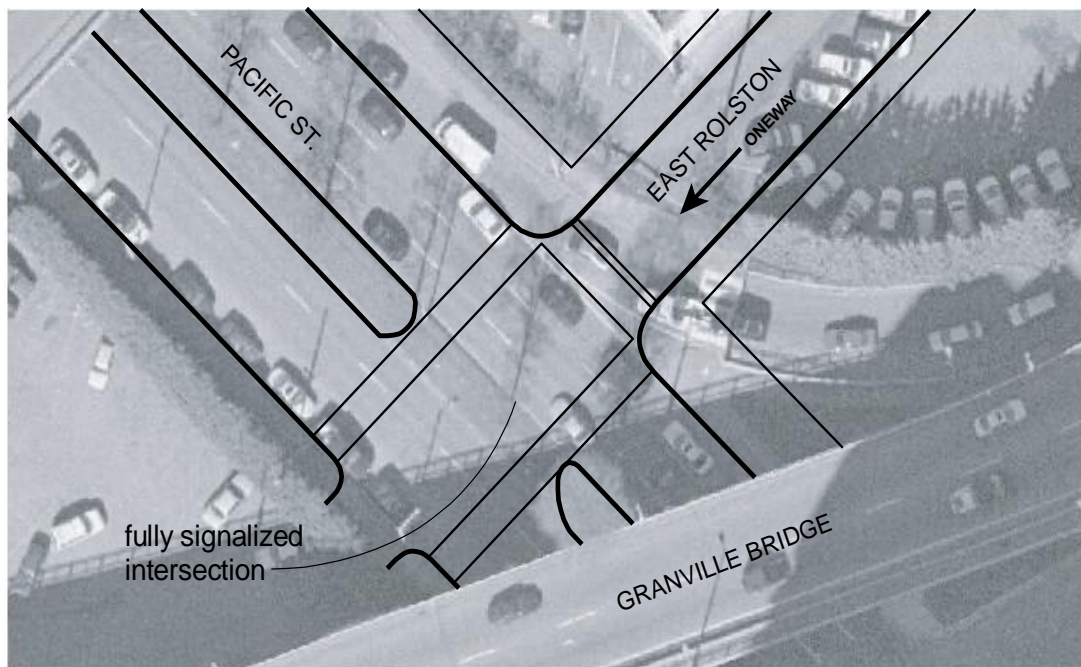 PACIFIC ST.
EAST ROLSTON
ONEWAY
fully signalized
intersection
GRANVILLE BRIDGE